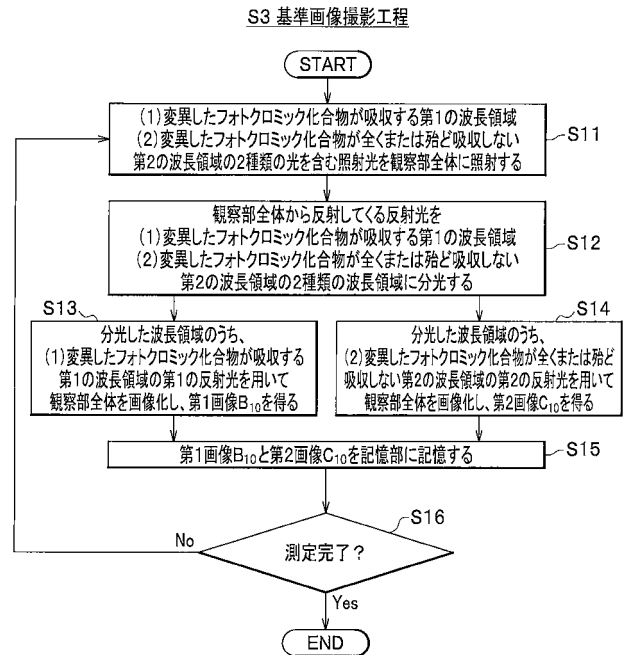 S3 基準画像撮影工程
START
(1)変異したフォトクロミック化合物が吸収する第1の波長領域
(2)変異したフォトクロミック化合物が全くまたは殆ど吸収しない
第2の波長領域の2種類の光を含む照射光を観察部全体に照射する
S11
観察部全体から反射してくる反射光を
(1)変異したフォトクロミック化合物が吸収する第1の波長領域
(2)変異したフォトクロミック化合物が全くまたは殆ど吸収しない
第2の波長領域の2種類の波長領域に分光する
S12
S13
分光した波長領域のうち、
(1)変異したフォトクロミック化合物が吸収する
第1の波長領域の第1の反射光を用いて
観察部全体を画像化し、第1画像B₁₀を得る
S14
分光した波長領域のうち、
(2)変異したフォトクロミック化合物が全くまたは殆ど
吸収しない第2の波長領域の第2の反射光を用いて
観察部全体を画像化し、第2画像C₁₀を得る
第1画像B₁₀と第2画像C₁₀を記憶部に記憶する
S15
S16
測定完了？
No
Yes
END